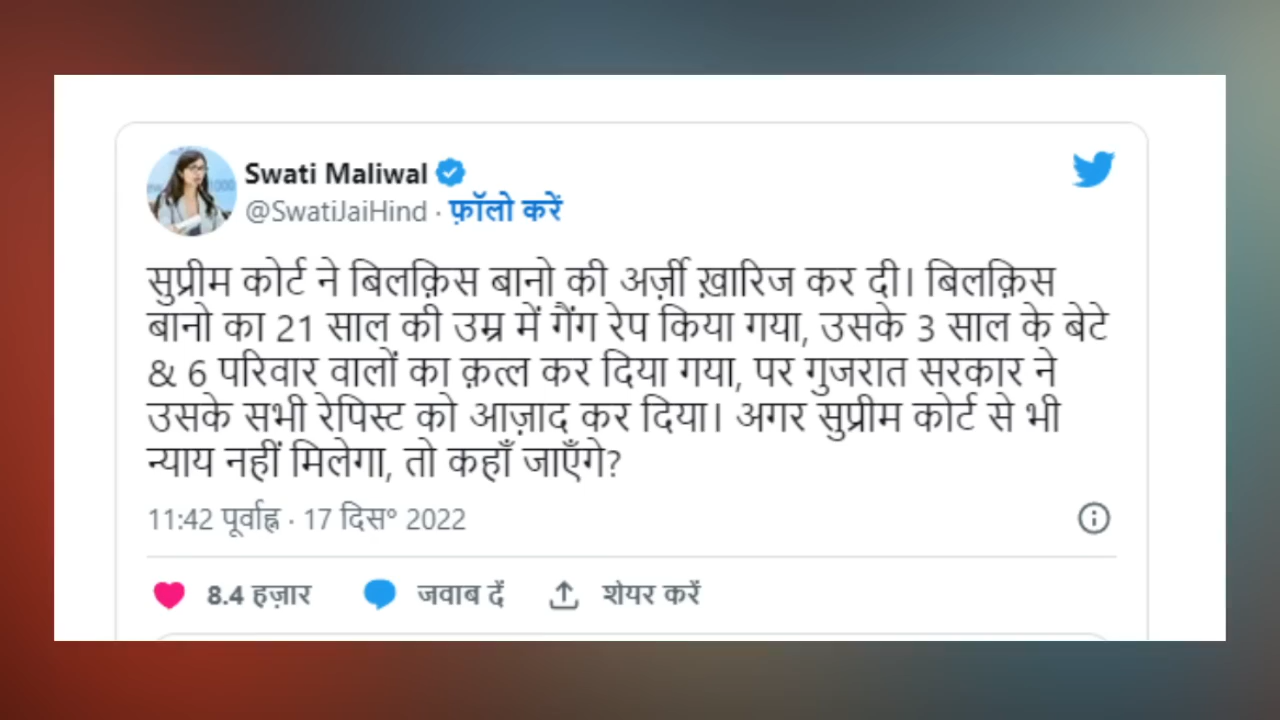 Swati Maliwal
@SwatiJaiHind · फ़ॉलो करें
सुप्रीम कोर्ट ने बिलक़िस बानो की अर्ज़ी ख़ारिज कर दी। बिलक़िस
बानो का 21 साल की उम्र में गैंग रेप किया गया, उसके 3 साल के बेटे
& 6 परिवार वालों का क़त्ल कर दिया गया, पर गुजरात सरकार ने
उसके सभी रेपिस्ट को आज़ाद कर दिया। अगर सुप्रीम कोर्ट से भी
न्याय नहीं मिलेगा, तो कहाँ जाएँगे?
11:42 पूर्वाह्न · 17 दिस॰ 2022
8.4 हज़ार जवाब दें शेयर करें